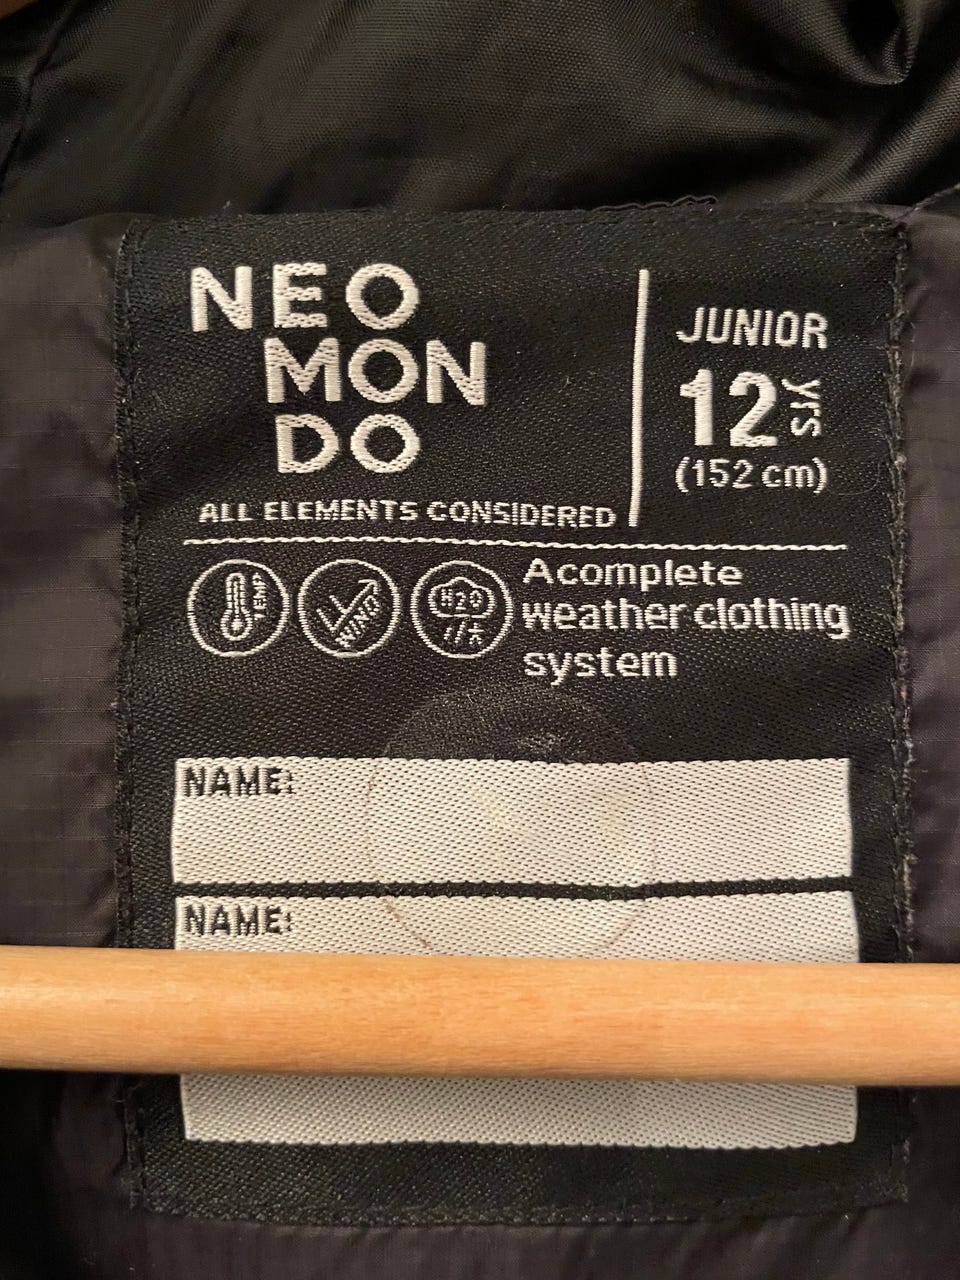 NEO
MON
DO
ALL ELEMENTS CONSIDERED
JUNIOR
12 yrs
(152 cm)
TEMP
WIND
H2O
A complete
weather clothing
system
NAME:
NAME: